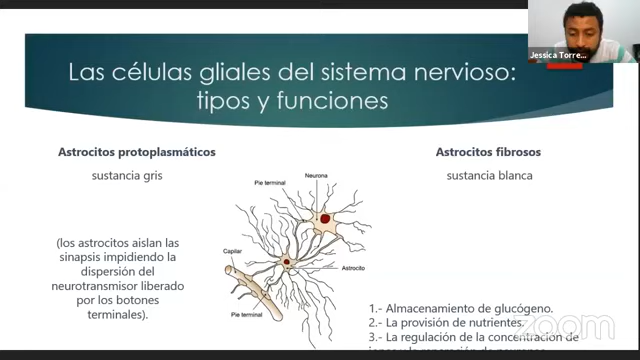 Jessica Torre...
Las células gliales del sistema nervioso:
tipos y funciones
Astrocitos protoplasmáticos
sustancia gris
Astrocitos fibrosos
sustancia blanca
Neurona
Pie terminal
Capilar
Astrocito
Pie terminal
(los astrocitos aislan las
sinapsis impidiendo la
dispersión del
neurotransmisor liberado
por los botones
terminales).
1.- Almacenamiento de glucógeno.
2.- La provisión de nutrientes.
3.- La regulación de la concentración de
zoom